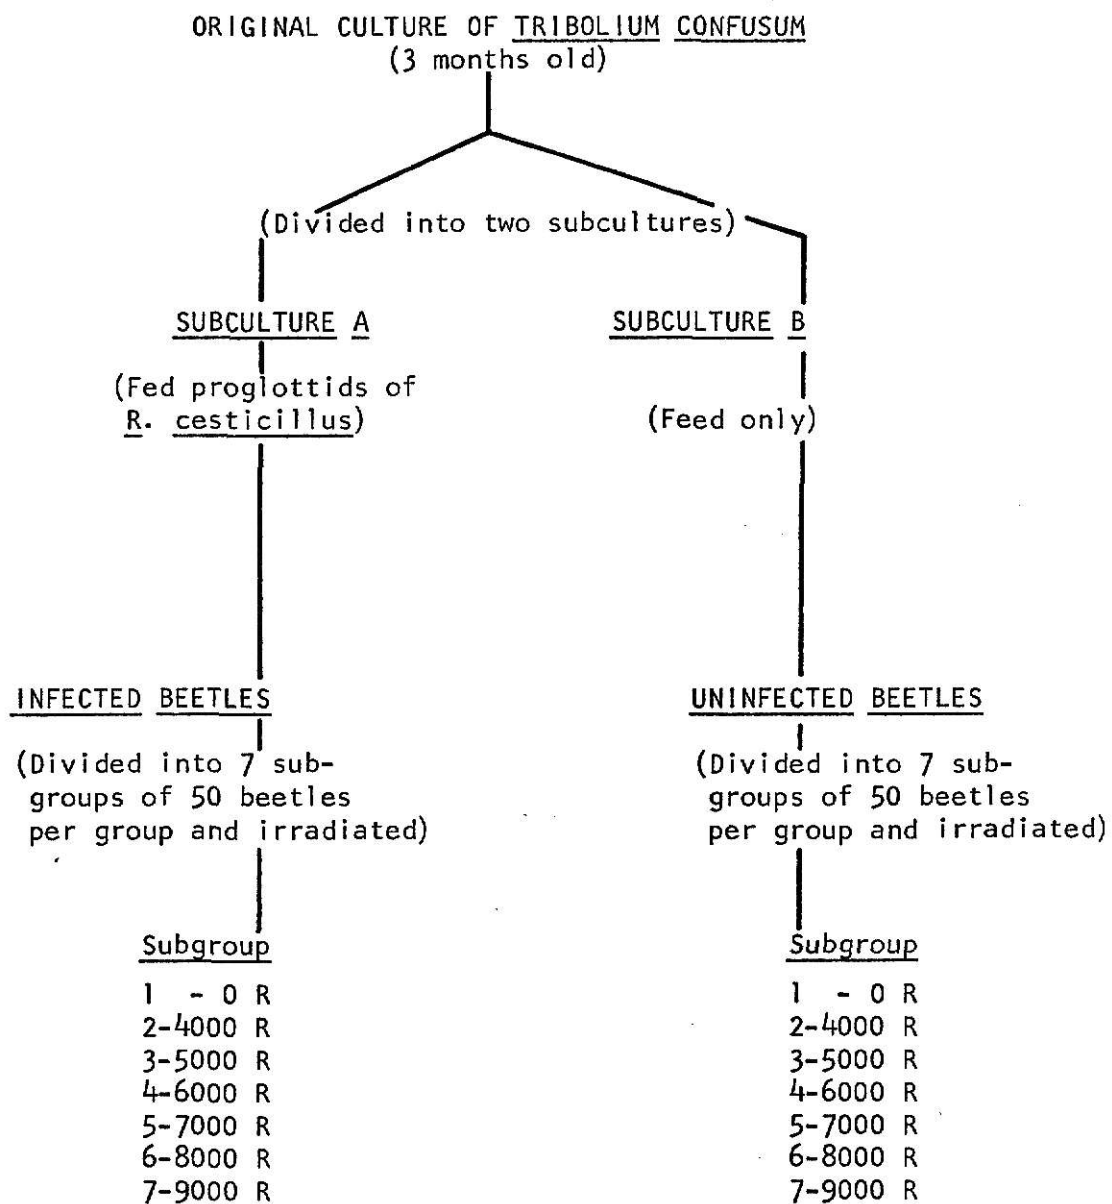 ORIGINAL CULTURE OF TRIBOLIUM CONFUSUM
(3 months old)
(Divided into two subcultures)
SUBCULTURE A
(Fed proglottids of
R. cesticillus)
INFECTED BEETLES
(Divided into 7 sub-
groups of 50 beetles
per group and irradiated)
Subgroup
1 - 0 R
2-4000 R
3-5000 R
4-6000 R
5-7000 R
6-8000 R
7-9000 R
SUBCULTURE B
(Feed only)
UNINFECTED BEETLES
(Divided into 7 sub-
groups of 50 beetles
per group and irradiated)
Subgroup
1 - 0 R
2-4000 R
3-5000 R
4-6000 R
5-7000 R
6-8000 R
7-9000 R